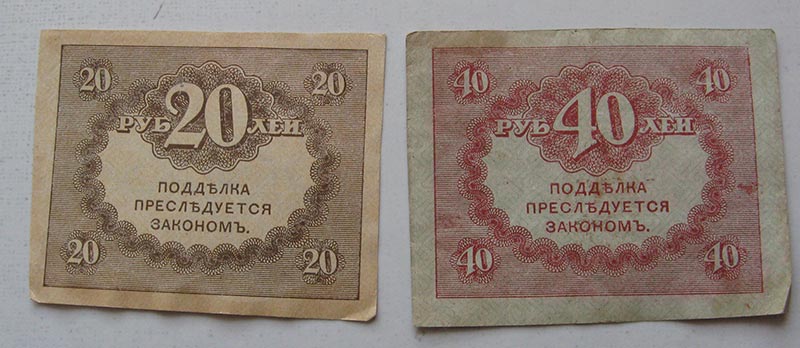 20 20
РУБ 20 ЛЕЙ
ПОДДѢЛКА
ПРЕСЛѢДУЕТСЯ
ЗАКОНОМЪ.
20 20
40 40
РУБ 40 ЛЕЙ
ПОДДѢЛКА
ПРЕСЛѢДУЕТСЯ
ЗАКОНОМЪ.
40 40